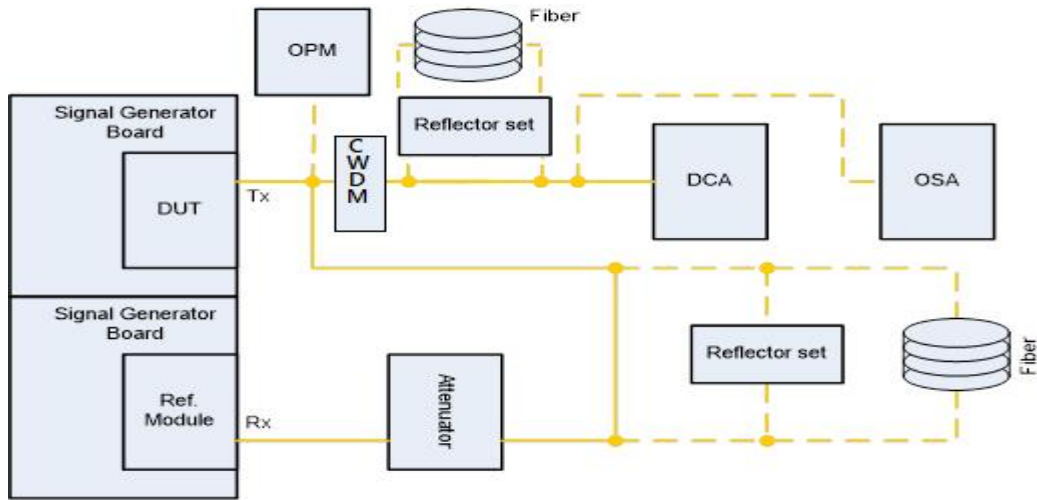 Fiber
OPM
Signal Generator
Board
Reflector set
CWDM
DUT
Tx
DCA
OSA
Signal Generator
Board
Ref.
Module
Rx
Attenuator
Reflector set
Fiber